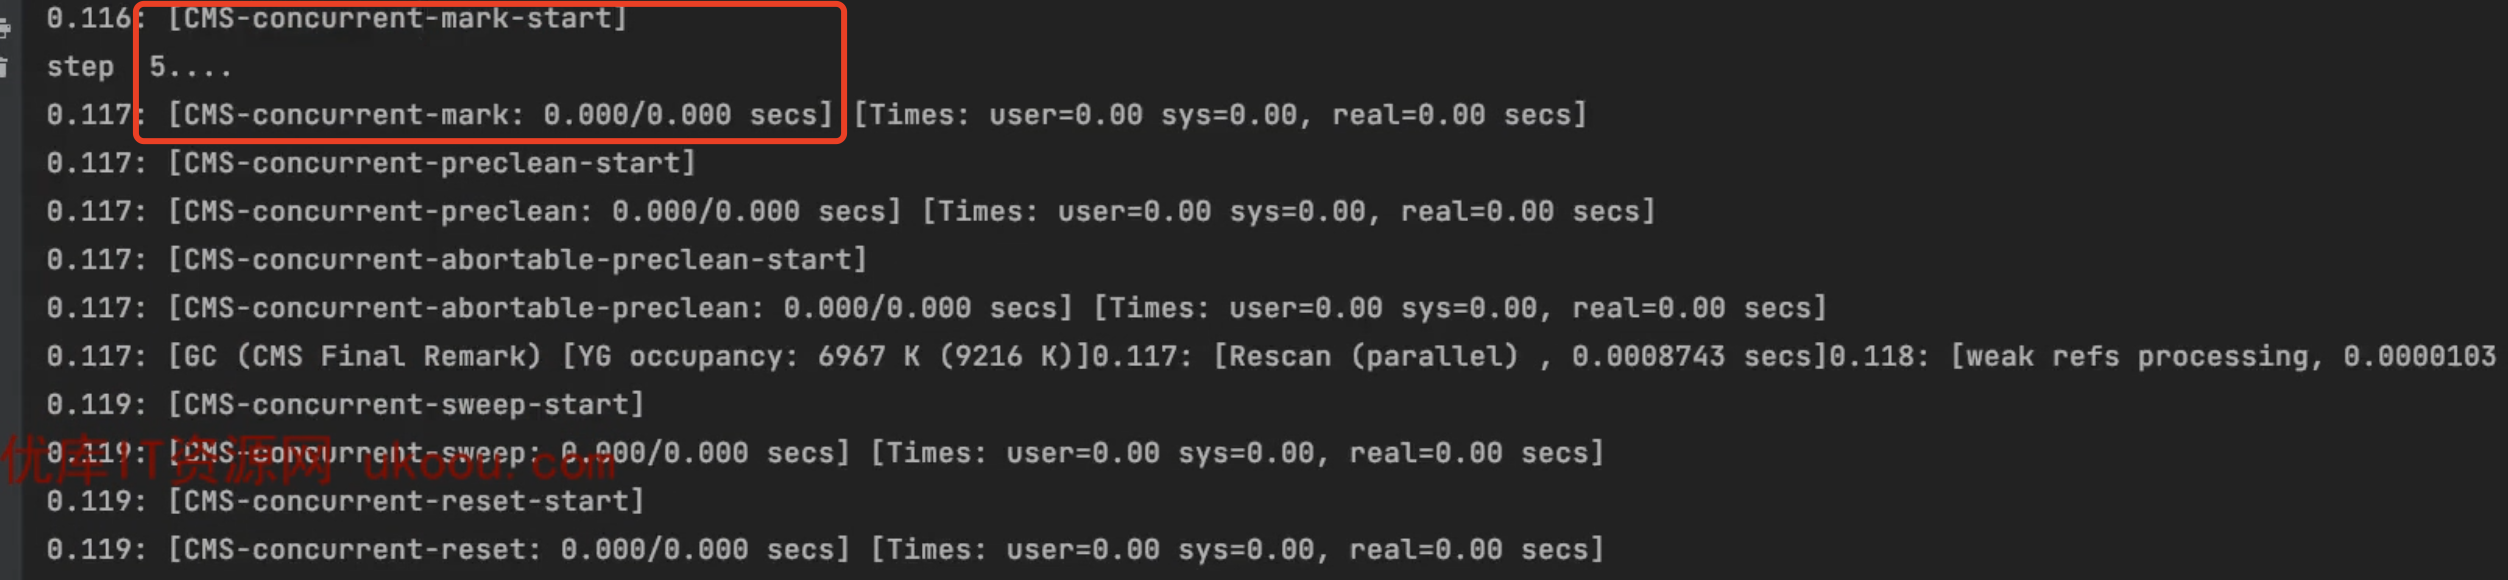 0.116: [CMS-concurrent-mark-start]
step  5....
0.117: [CMS-concurrent-mark: 0.000/0.000 secs] [Times: user=0.00 sys=0.00, real=0.00 secs]
0.117: [CMS-concurrent-preclean-start]
0.117: [CMS-concurrent-preclean: 0.000/0.000 secs] [Times: user=0.00 sys=0.00, real=0.00 secs]
0.117: [CMS-concurrent-abortable-preclean-start]
0.117: [CMS-concurrent-abortable-preclean: 0.000/0.000 secs] [Times: user=0.00 sys=0.00, real=0.00 secs]
0.117: [GC (CMS Final Remark) [YG occupancy: 6967 K (9216 K)]0.117: [Rescan (parallel) , 0.0008743 secs]0.118: [weak refs processing, 0.0000103
0.119: [CMS-concurrent-sweep-start]
0.119: [CMS-concurrent-sweep: 0.000/0.000 secs] [Times: user=0.00 sys=0.00, real=0.00 secs]
优库IT资源网 ukoou.com
0.119: [CMS-concurrent-reset-start]
0.119: [CMS-concurrent-reset: 0.000/0.000 secs] [Times: user=0.00 sys=0.00, real=0.00 secs]